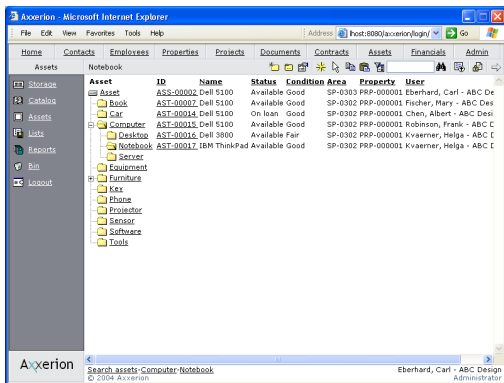 Axxerion - Microsoft Internet Explorer
File Edit View Favorites Tools Help Address lhost:8080/axxerion/login/ Go
Home Contacts Employees Properties Projects Documents Contracts Assets Financials Admin
Assets Notebook
Storage
Catalog
Assets
Lists
Reports
Bin
Logout
Asset ID Name Status Condition Area Property User
Asset ASS-00002 Dell 5100 Available Good SP-0303 PRP-000001 Eberhard, Carl - ABC De
Book AST-00007 Dell 5100 Available Good SP-0302 PRP-000001 Fischer, Mary - ABC Des
Car AST-00014 Dell 5100 On loan Good SP-0302 PRP-000001 Chen, Albert - ABC Desi
Computer AST-00015 Dell 5100 Available Good SP-0302 PRP-000001 Robinson, Frank - ABC D
Desktop AST-00016 Dell 3800 Available Fair SP-0302 PRP-000001 Kvaerner, Helga - ABC D
Notebook AST-00017 IBM ThinkPad Available Good SP-0302 PRP-000001 Kvaerner, Helga - ABC D
Server
Equipment
Furniture
Key
Phone
Projector
Sensor
Software
Tools
Axxerion
Search assets-Computer-Notebook Eberhard, Carl - ABC Design
© 2004 Axxerion Administrator